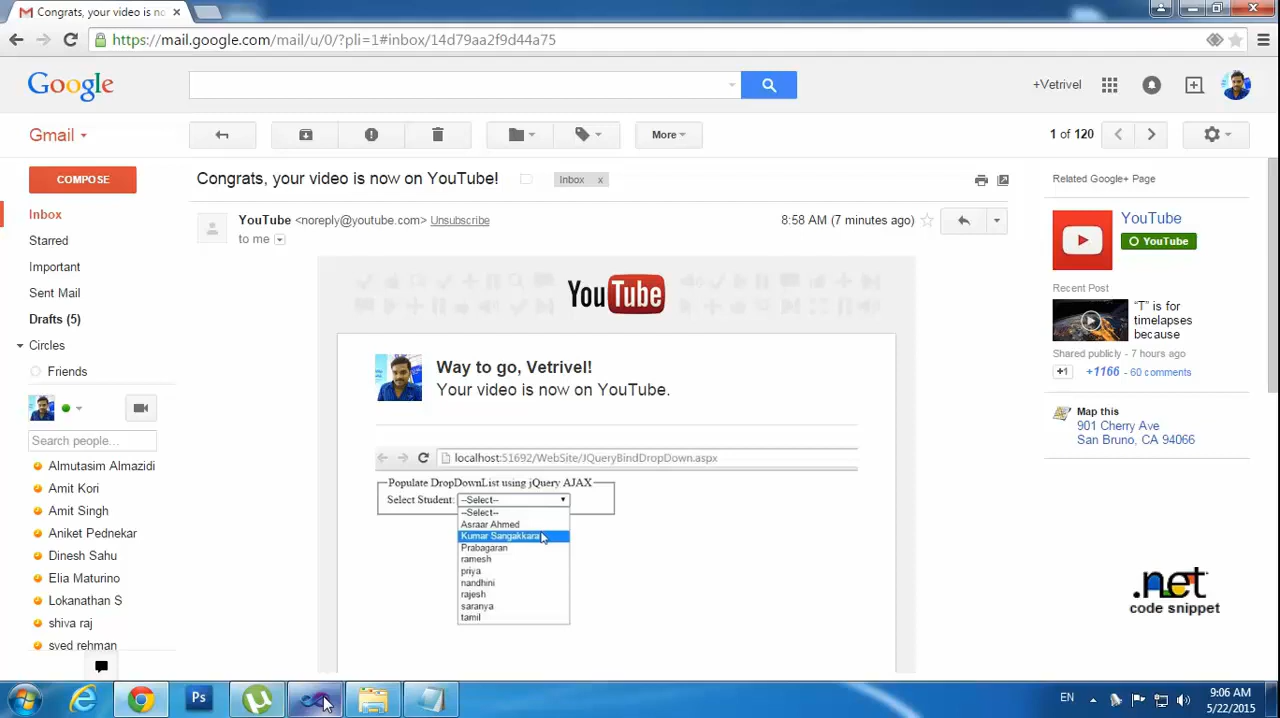 Congrats, your video is no
https://mail.google.com/mail/u/0/?pli=1#inbox/14d79aa2f9d44a75
Google
+Vetrivel
Gmail
More
1 of 120
COMPOSE
Congrats, your video is now on YouTube!
Inbox x
Related Google+ Page
Inbox
Starred
Important
Sent Mail
Drafts (5)
Circles
Friends
Search people...
Almutasim Almazidi
Amit Kori
Amit Singh
Aniket Pednekar
Dinesh Sahu
Elia Maturino
Lokanathan S
shiva raj
syed rehman
YouTube <noreply@youtube.com> Unsubscribe
8:58 AM (7 minutes ago)
to me
YouTube
Way to go, Vetrivel!
Your video is now on YouTube.
localhost:51692/WebSite/JQueryBindDropDown.aspx
Populate DropDownList using jQuery AJAX
Select Student: --Select--
--Select--
Asraar Ahmed
Kumar Sangakkara
Prabagaran
ramesh
priya
nandhini
rajesh
saranya
tamil
YouTube
YouTube
Recent Post
“T” is for
timelapses
because
Shared publicly - 7 hours ago
+1 +1166 - 60 comments
Map this
901 Cherry Ave
San Bruno, CA 94066
.net
code snippet
Ps
EN
9:06 AM
5/22/2015